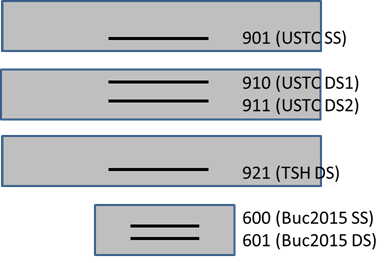 901 (USTC SS)
910 (USTC DS1)
911 (USTC DS2)
921 (TSH DS)
600 (Buc2015 SS)
601 (Buc2015 DS)